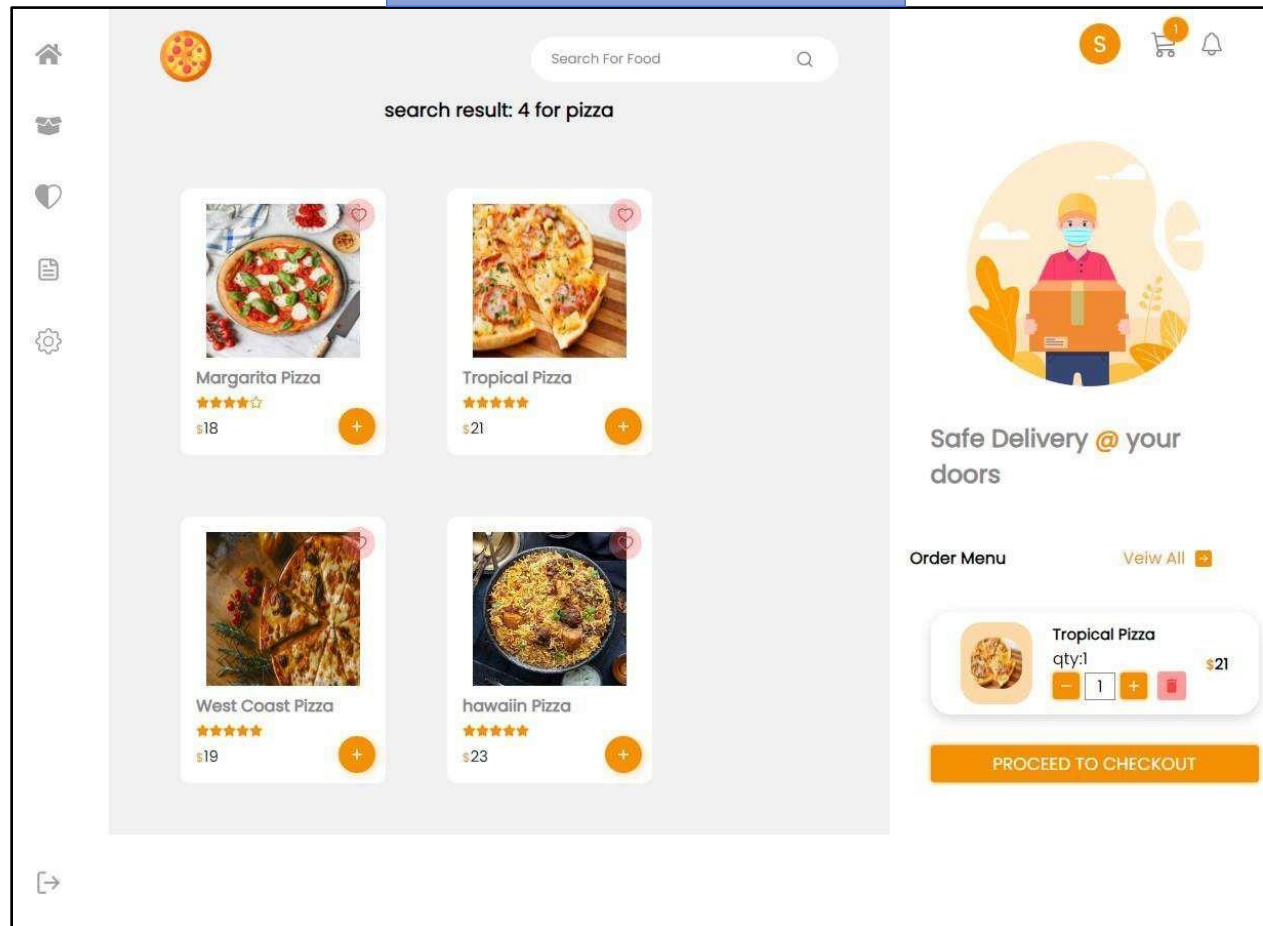 Search For Food
S
1
search result: 4 for pizza
Margarita Pizza
$18
+
Tropical Pizza
$21
+
West Coast Pizza
$19
+
hawaiin Pizza
$23
+
Safe Delivery @ your
doors
Order Menu
Veiw All
Tropical Pizza
qty:1
$21
- 1 +
PROCEED TO CHECKOUT